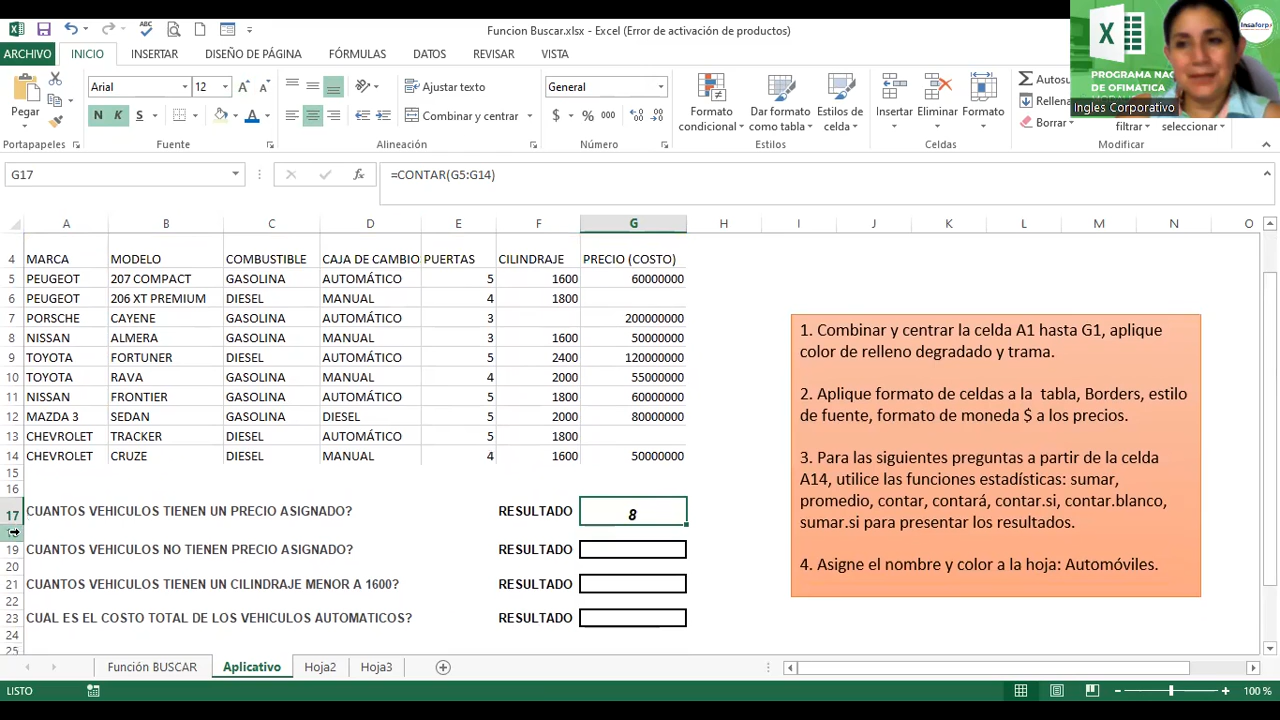 Funcion Buscar.xlsx - Excel (Error de activación de productos)
ARCHIVO INICIO INSERTAR DISEÑO DE PÁGINA FÓRMULAS DATOS REVISAR VISTA
Insaforp
PROGRAMA NAC
DE OFIMÁTICA
Ingles Corporativo
Pegar
Arial 12
N K S
Ajustar texto
Combinar y centrar
General
$ % 000
Formato condicional
Dar formato como tabla
Estilos de celda
Insertar Eliminar Formato
Autosu
Rellena
Borrar
filtrar seleccionar
Portapapeles Fuente Alineación Número Estilos Celdas Modificar
G17 fx =CONTAR(G5:G14)
A B C D E F G H I J K L M N O
4 MARCA MODELO COMBUSTIBLE CAJA DE CAMBIO PUERTAS CILINDRAJE PRECIO (COSTO)
5 PEUGEOT 207 COMPACT GASOLINA AUTOMÁTICO 5 1600 60000000
6 PEUGEOT 206 XT PREMIUM DIESEL MANUAL 4 1800
7 PORSCHE CAYENE GASOLINA AUTOMÁTICO 3 200000000
8 NISSAN ALMERA GASOLINA MANUAL 3 1600 50000000
9 TOYOTA FORTUNER DIESEL AUTOMÁTICO 5 2400 120000000
10 TOYOTA RAVA GASOLINA MANUAL 4 2000 55000000
11 NISSAN FRONTIER GASOLINA AUTOMÁTICO 5 1800 60000000
12 MAZDA 3 SEDAN GASOLINA DIESEL 5 2000 80000000
13 CHEVROLET TRACKER DIESEL AUTOMÁTICO 5 1800
14 CHEVROLET CRUZE DIESEL MANUAL 4 1600 50000000
15
16
17 CUANTOS VEHICULOS TIENEN UN PRECIO ASIGNADO? RESULTADO 8
19 CUANTOS VEHICULOS NO TIENEN PRECIO ASIGNADO? RESULTADO
20
21 CUANTOS VEHICULOS TIENEN UN CILINDRAJE MENOR A 1600? RESULTADO
22
23 CUAL ES EL COSTO TOTAL DE LOS VEHICULOS AUTOMATICOS? RESULTADO
24
25
1. Combinar y centrar la celda A1 hasta G1, aplique
color de relleno degradado y trama.
2. Aplique formato de celdas a la tabla, Borders, estilo
de fuente, formato de moneda $ a los precios.
3. Para las siguientes preguntas a partir de la celda
A14, utilice las funciones estadísticas: sumar,
promedio, contar, contará, contar.si, contar.blanco,
sumar.si para presentar los resultados.
4. Asigne el nombre y color a la hoja: Automóviles.
Función BUSCAR Aplicativo Hoja2 Hoja3
LISTO 100 %